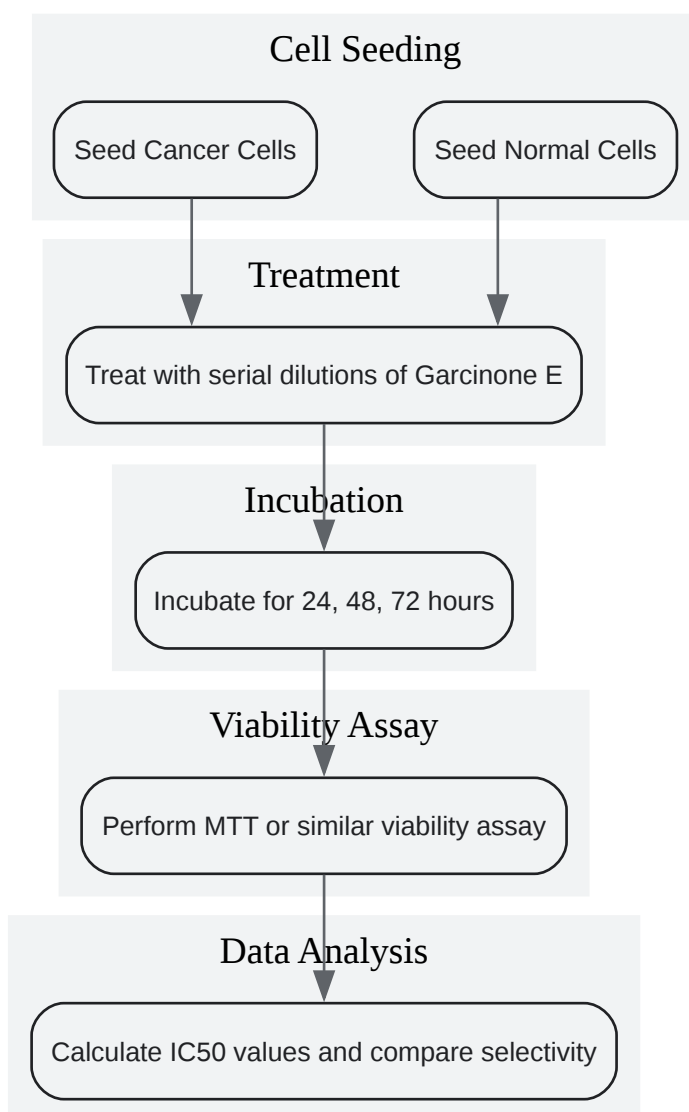 Cell Seeding
Seed Cancer Cells
Seed Normal Cells
Treatment
Treat with serial dilutions of Garcinone E
Incubation
Incubate for 24, 48, 72 hours
Viability Assay
Perform MTT or similar viability assay
Data Analysis
Calculate IC50 values and compare selectivity